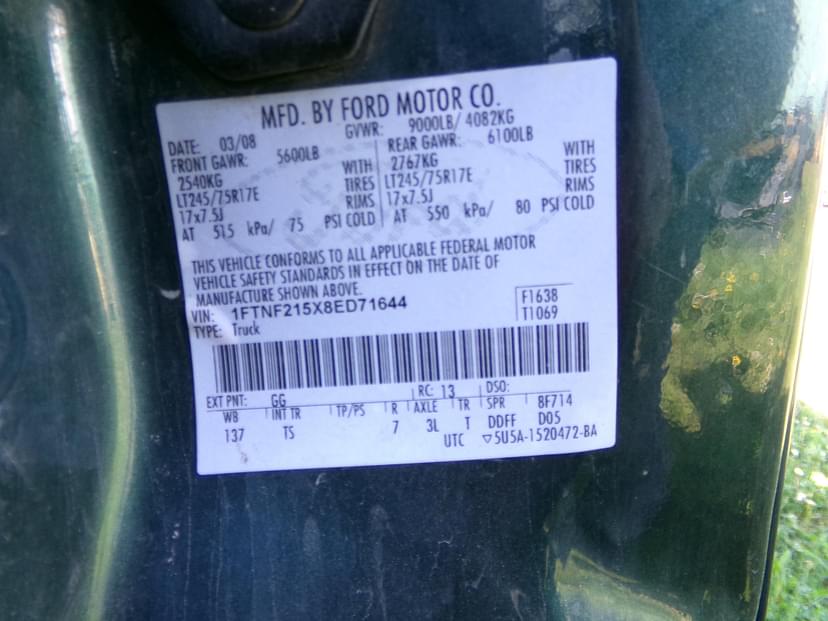 MFD. BY FORD MOTOR CO.
DATE: 03/08 GVWR: 9000LB/ 4082KG
FRONT GAWR: 5600LB REAR GAWR: 6100LB
2540KG WITH 2767KG WITH
LT245/75R17E TIRES LT245/75R17E TIRES
17x7.5J RIMS 17x7.5J RIMS
AT 515 kPa/ 75 PSI COLD AT 550 kPa/ 80 PSI COLD
THIS VEHICLE CONFORMS TO ALL APPLICABLE FEDERAL MOTOR
VEHICLE SAFETY STANDARDS IN EFFECT ON THE DATE OF
MANUFACTURE SHOWN ABOVE.
VIN: 1FTNF215X8ED71644 F1638
TYPE: Truck T1069
EXT PNT: GG RC: 13 DSO:
WB INT TR TP/PS R AXLE TR SPR 8F714
137 TS 7 3L T DDFF D05
UTC ▽5U5A-1520472-BA